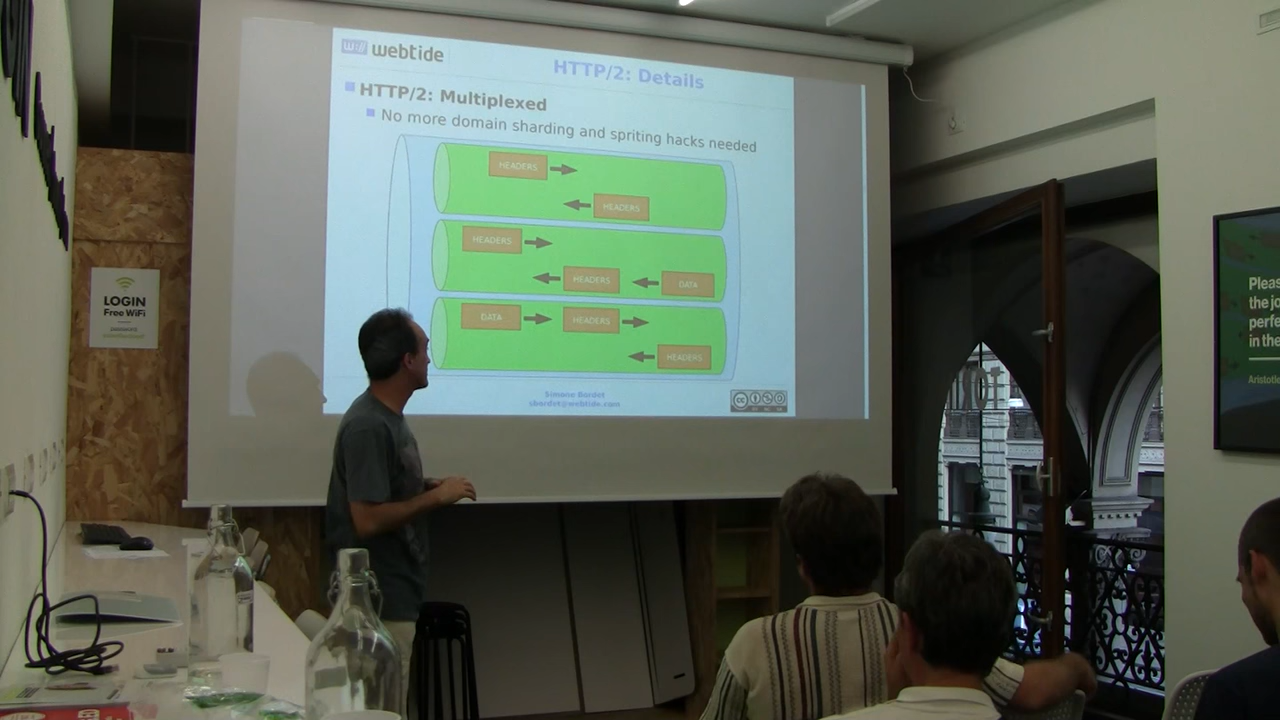 W:// webtide
HTTP/2: Details
HTTP/2: Multiplexed
No more domain sharding and spriting hacks needed
HEADERS
HEADERS
HEADERS
HEADERS
DATA
DATA
HEADERS
HEADERS
Simone Bordet
sbordet@webtide.com
cc
LOGIN
Free WiFi
Pleas
the jo
perfe
in the
Aristotle